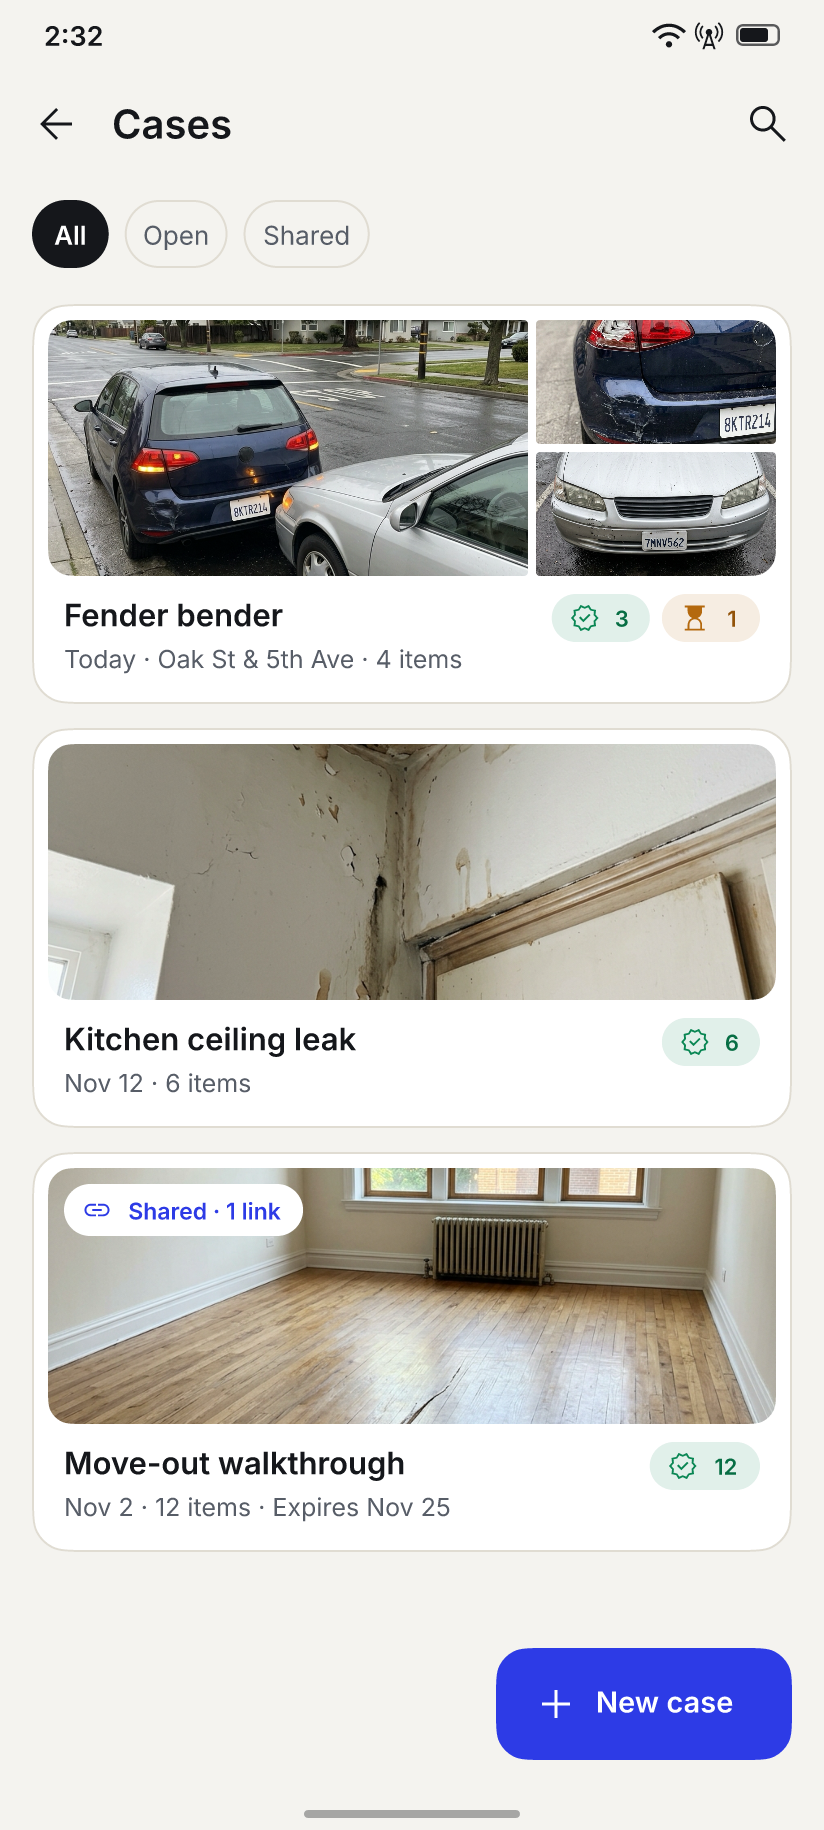 2:32
Cases
All
Open
Shared
8KTR214
8KTR214
7MNV562
Fender bender
3
1
Today · Oak St & 5th Ave · 4 items
Kitchen ceiling leak
6
Nov 12 · 6 items
Shared · 1 link
Move-out walkthrough
12
Nov 2 · 12 items · Expires Nov 25
New case